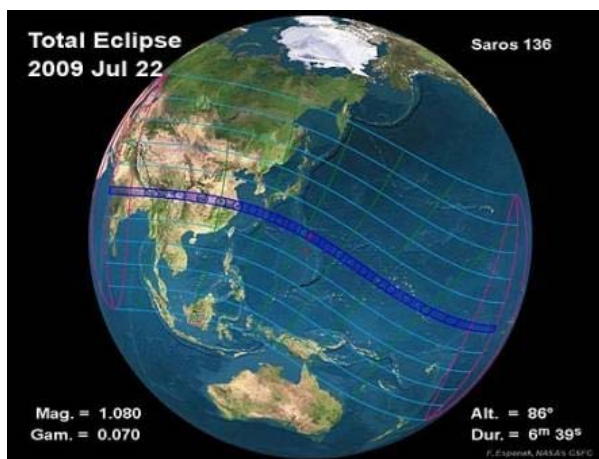 Total Eclipse
2009 Jul 22
Saros 136
Mag. = 1.080
Gam. = 0.070
Alt. = 86°
Dur. = 6ᵐ 39ˢ
F. Espenak, NASA's GSFC